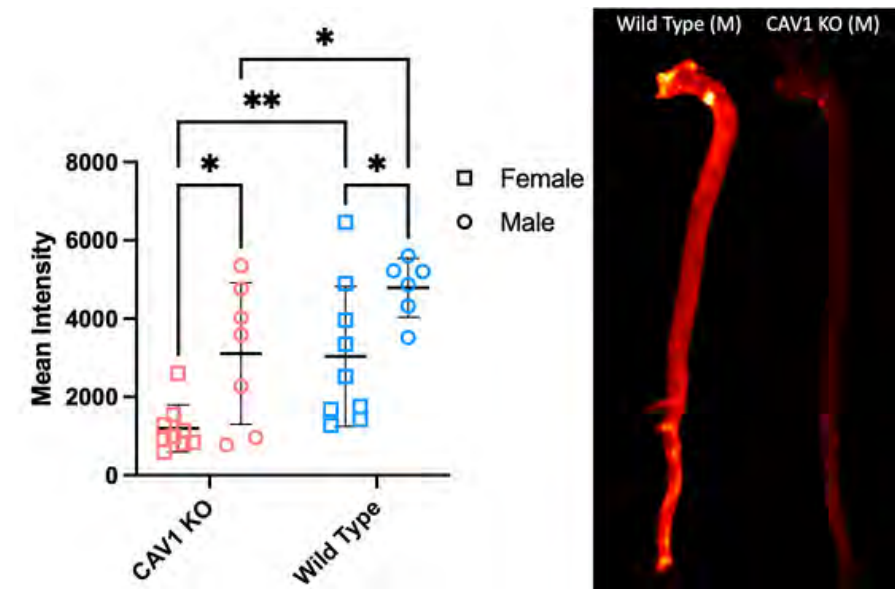 Wild Type (M) CAV1 KO (M)
*
**
* *
8000
6000
4000
2000
0
Mean Intensity
Female
Male
CAV1 KO
Wild Type